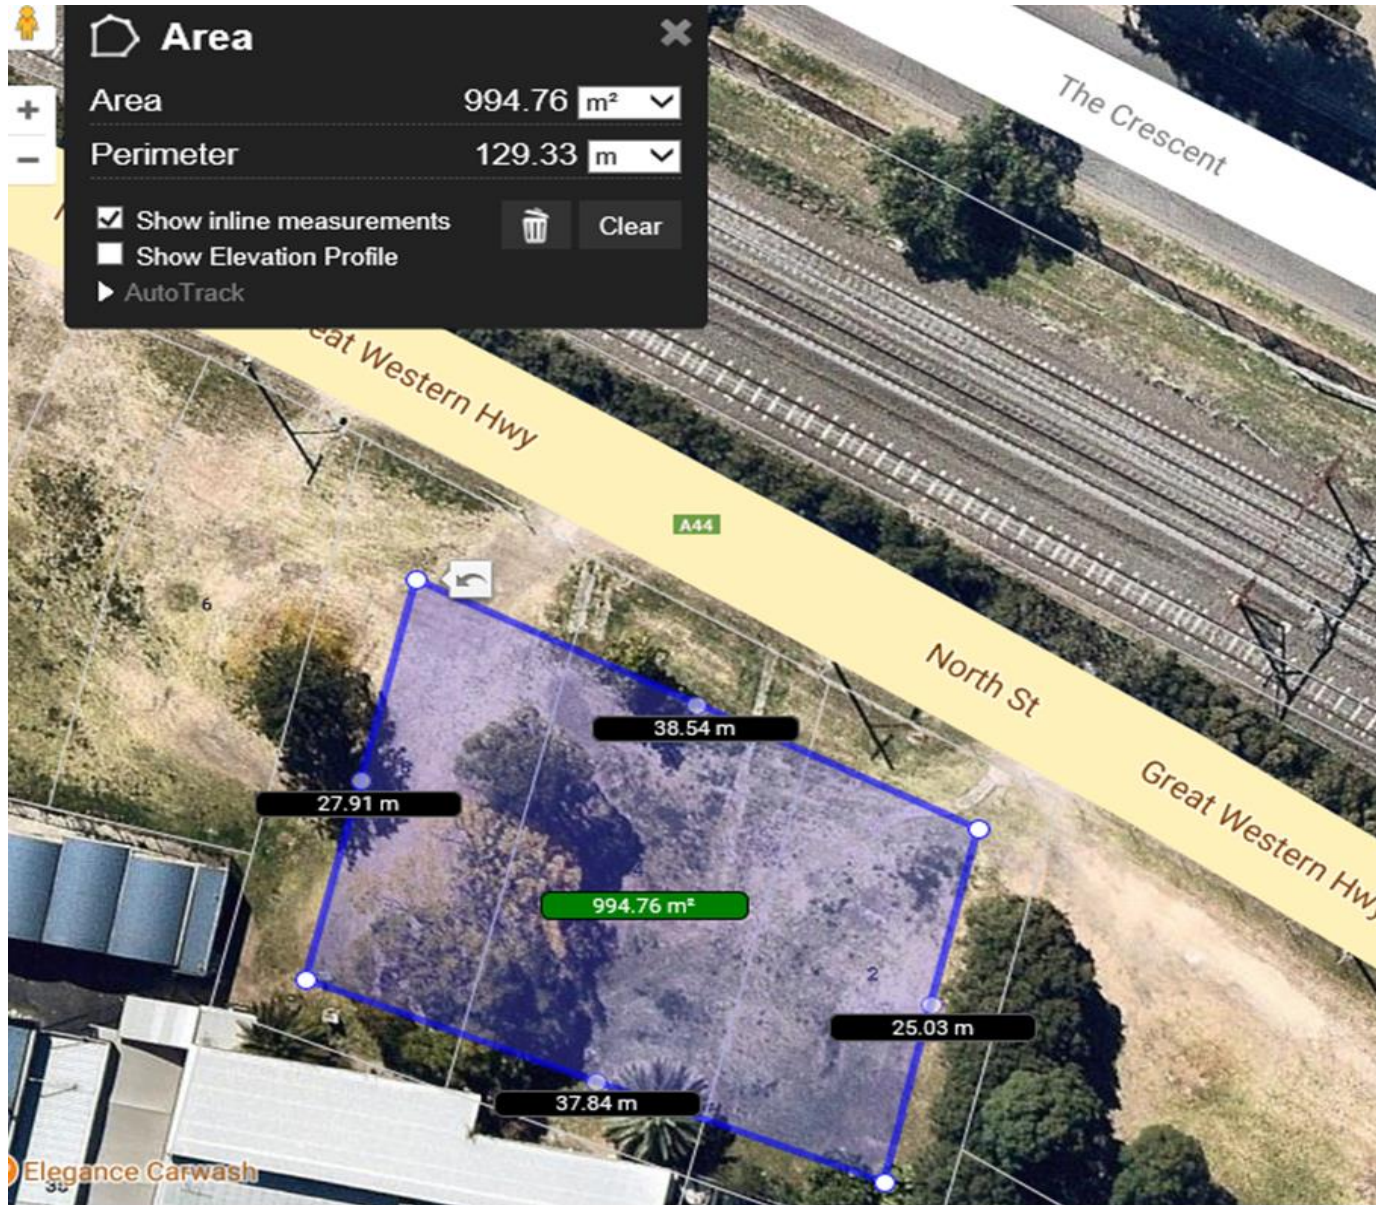 Area
Area 994.76 m²
Perimeter 129.33 m
Show inline measurements
Clear
Show Elevation Profile
AutoTrack
The Crescent
eat Western Hwy
A44
7
6
North St
38.54 m
27.91 m
Great Western Hwy
994.76 m²
2
25.03 m
37.84 m
Elegance Carwash